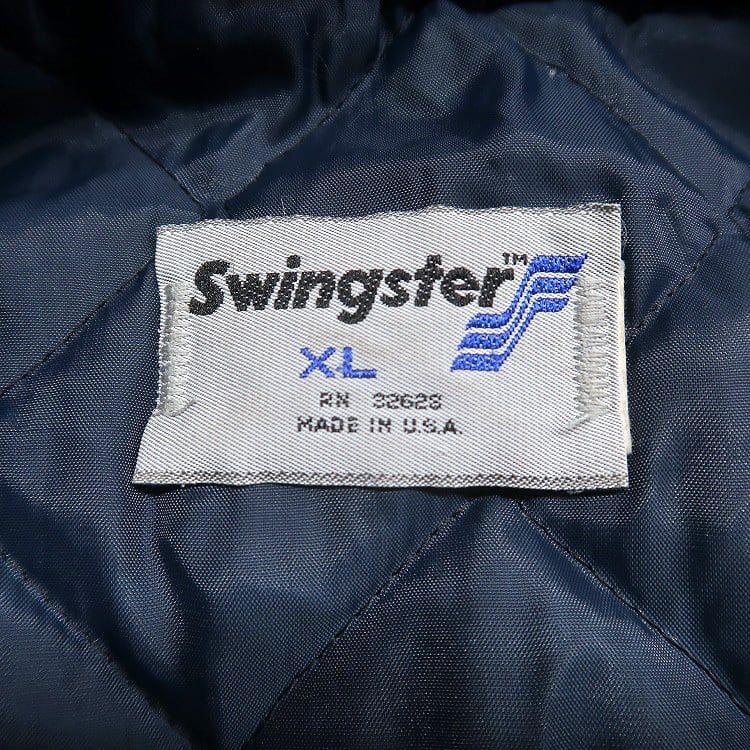 Swingster™
XL
RN 32628
MADE IN U.S.A.